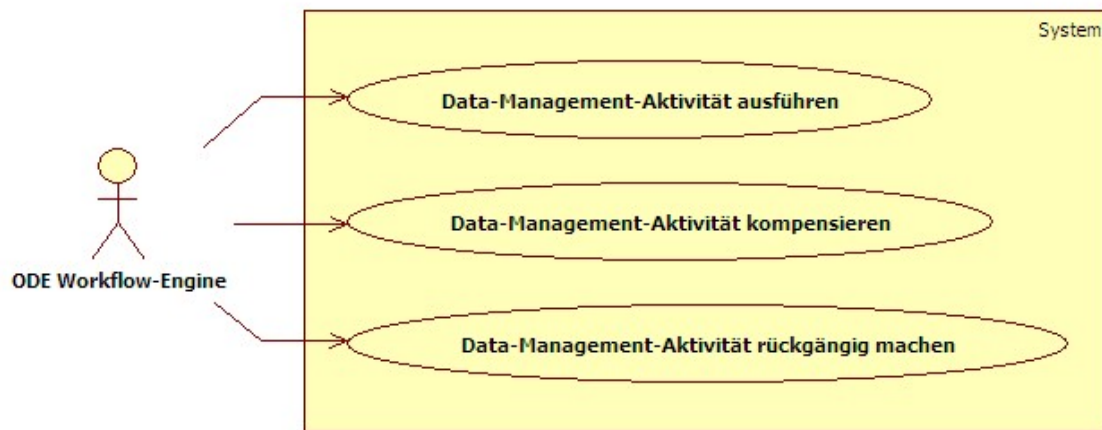 System
Data-Management-Aktivität ausführen
Data-Management-Aktivität kompensieren
ODE Workflow-Engine
Data-Management-Aktivität rückgängig machen